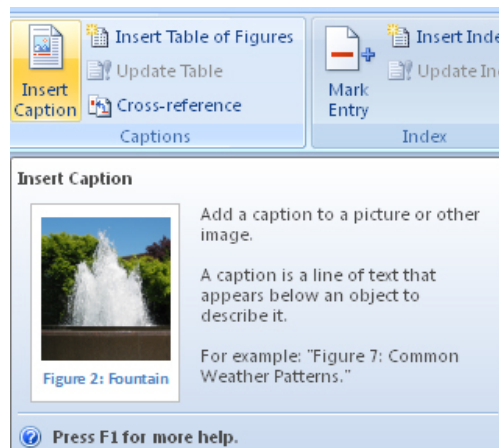 Insert Table of Figures
Update Table
Cross-reference
Insert
Caption
Captions
Insert Inde
Update In
Mark
Entry
Index
Insert Caption
Add a caption to a picture or other
image.
A caption is a line of text that
appears below an object to
describe it.
For example: "Figure 7: Common
Weather Patterns."
Figure 2: Fountain
Press F1 for more help.